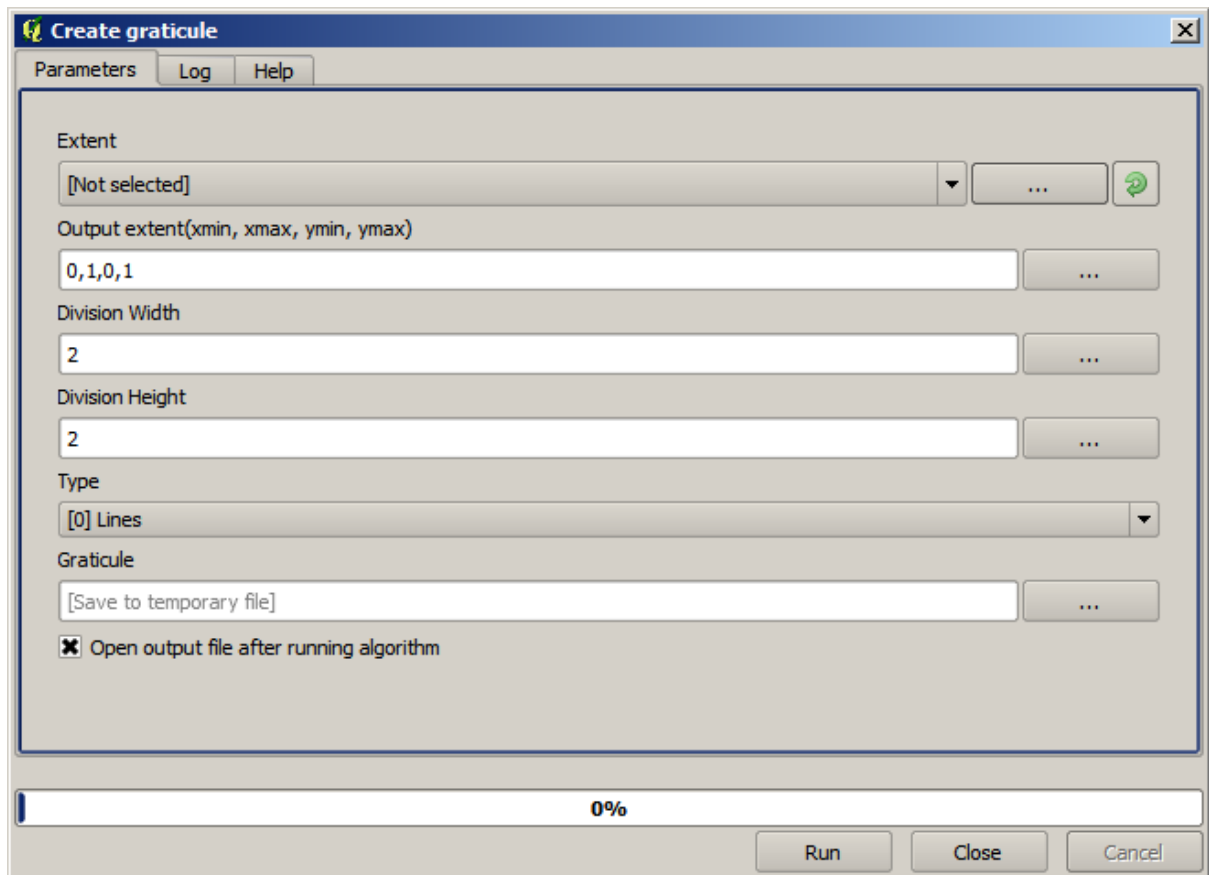 Create graticule
Parameters Log Help
Extent
[Not selected] ...
Output extent(xmin, xmax, ymin, ymax)
0,1,0,1 ...
Division Width
2 ...
Division Height
2 ...
Type
[0] Lines
Graticule
[Save to temporary file] ...
Open output file after running algorithm
0%
Run Close Cancel